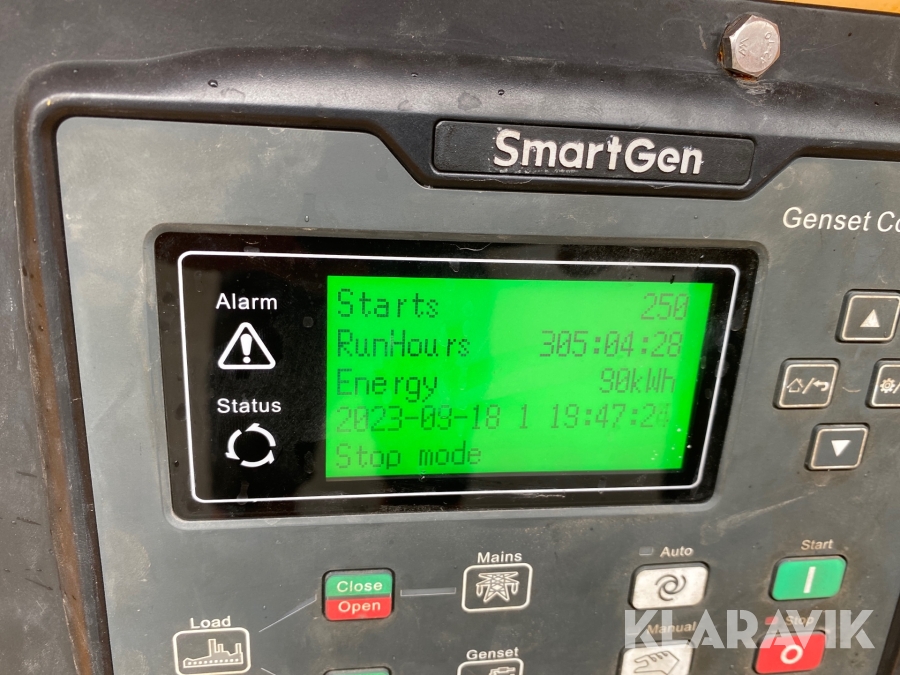 SmartGen
Genset Co
Alarm
Status
Starts 250
RunHours 305:04:28
Energy 90kWh
2023-09-18 1 19:47:24
Stop mode
Mains
Auto
Start
Close
Open
Load
Manual
Stop
Genset
KLARAVIK